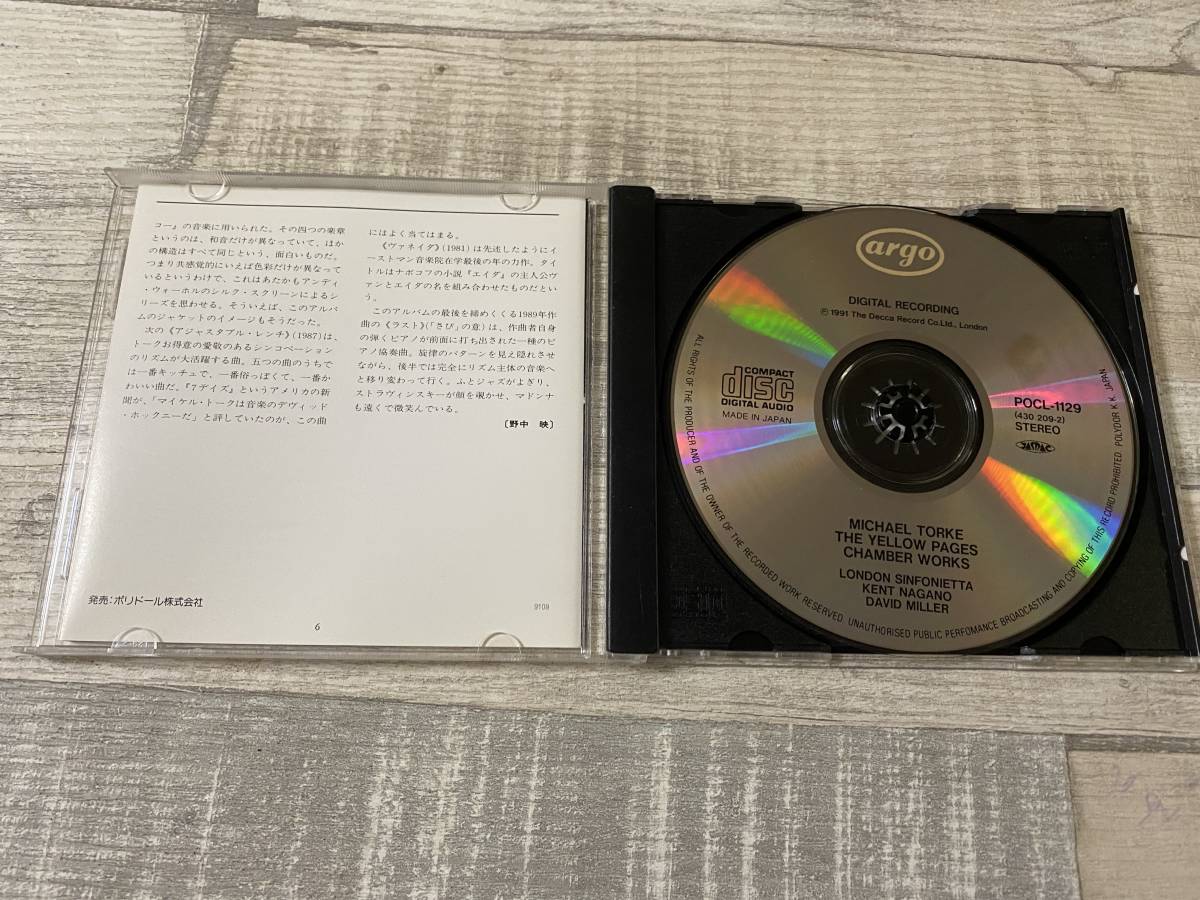 コー』の音楽に用いられた。その四つの楽章
というのは、和音だけが異なっていて、ほか
の構造はすべて同じという、面白いものだ。
つまり共感覚的にいえば色彩だけが異なって
いるというわけで、これはあたかもアンディ
・ウォーホルのシルク・スクリーンによるシ
リーズを思わせる。そういえば、このアルバ
ムのジャケットのイメージもそうだった。
次の《アジャスタブル・レンチ》(1987)は、
トークお得意の愛敬のあるシンコペーション
のリズムが大活躍する曲。五つの曲のうちで
は一番キッチュで、一番俗っぽくて、一番か
わいい曲だ。『7デイズ』というアメリカの新
聞が、「マイケル・トークは音楽のデヴィッド
・ホックニーだ」と評していたのが、この曲
にはよく当てはまる。
《ヴァネイダ》(1981)は先述したようにイ
ーストマン音楽院在学最後の年の力作。タイ
トルはナボコフの小説『エイダ』の主人公ヴ
ァンとエイダの名を組み合わせたものだとい
う。
このアルバムの最後を締めくくる1989年作
曲の《ラスト》(「さび」の意)は、作曲者自身
の弾くピアノが前面に打ち出された一種のピ
アノ協奏曲。旋律のパターンを見え隠れさせ
ながら、後半では完全にリズム主体の音楽へ
と移り変わって行く。ふとジャズがよぎり、
ストラヴィンスキーが顔を覗かせ、マドンナ
も遠くで微笑んでいる。
〔野中 映〕
発売:ポリドール株式会社
9109
6
argo
DIGITAL RECORDING
℗ 1991 The Decca Record Co. Ltd., London
COMPACT
disc
DIGITAL AUDIO
MADE IN JAPAN
POCL-1129
(430 209-2)
STEREO
JASRAC
MICHAEL TORKE
THE YELLOW PAGES
CHAMBER WORKS
LONDON SINFONIETTA
KENT NAGANO
DAVID MILLER
ALL RIGHTS OF THE PRODUCER AND OF THE OWNER OF THE RECORDED WORK RESERVED. UNAUTHORISED PUBLIC PERFOMANCE BROADCASTING AND COPYING OF THIS RECORD PROHIBITED. POLYDOR K.K. JAPAN